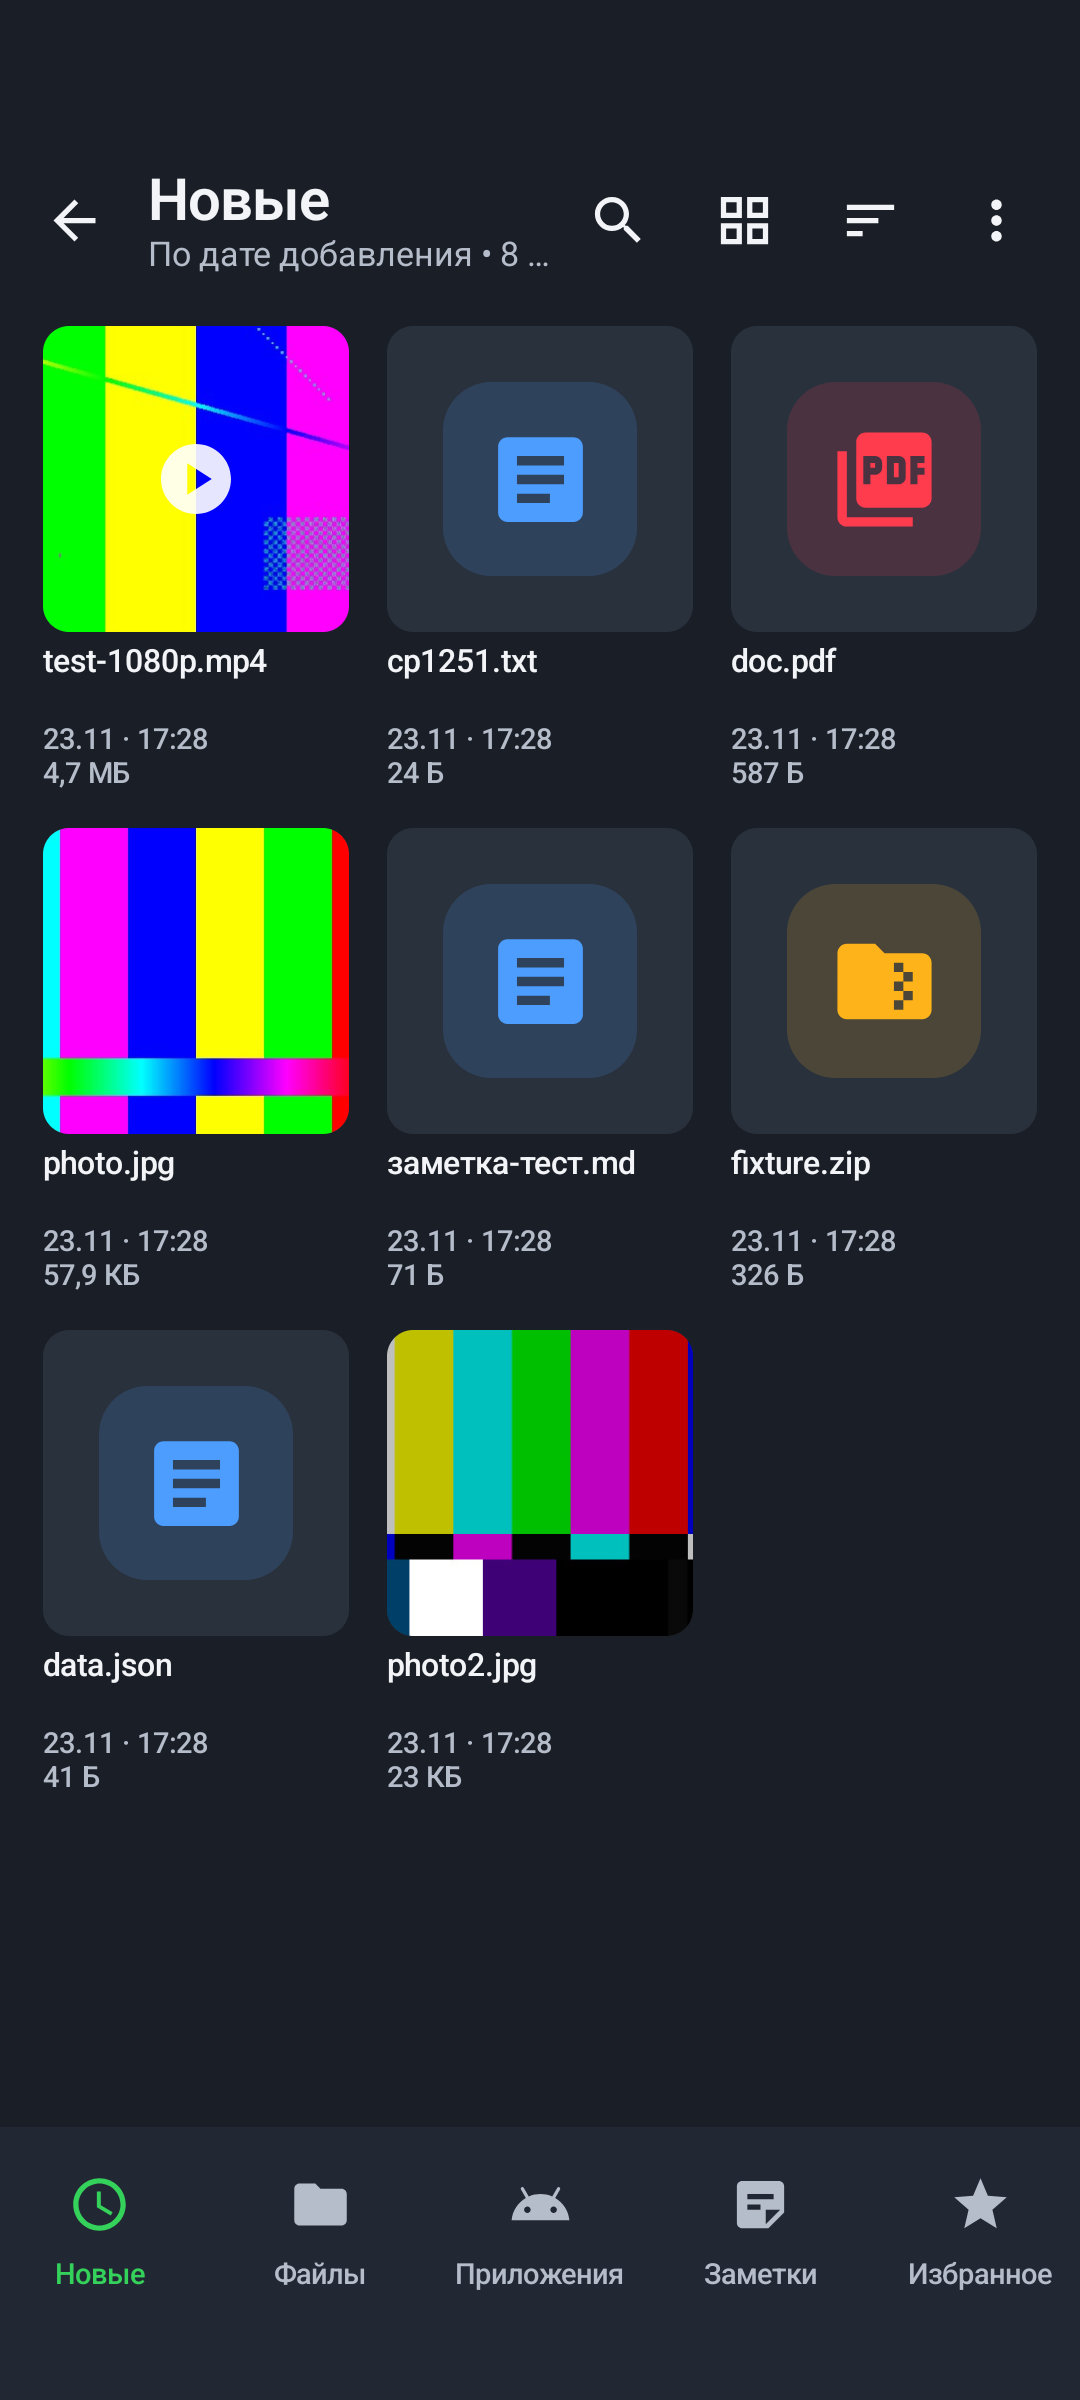 Новые
По дате добавления • 8 ...
test-1080p.mp4
23.11 · 17:28
4,7 МБ
cp1251.txt
23.11 · 17:28
24 Б
PDF
doc.pdf
23.11 · 17:28
587 Б
photo.jpg
23.11 · 17:28
57,9 КБ
заметка-тест.md
23.11 · 17:28
71 Б
fixture.zip
23.11 · 17:28
326 Б
data.json
23.11 · 17:28
41 Б
photo2.jpg
23.11 · 17:28
23 КБ
Новые
Файлы
Приложения
Заметки
Избранное